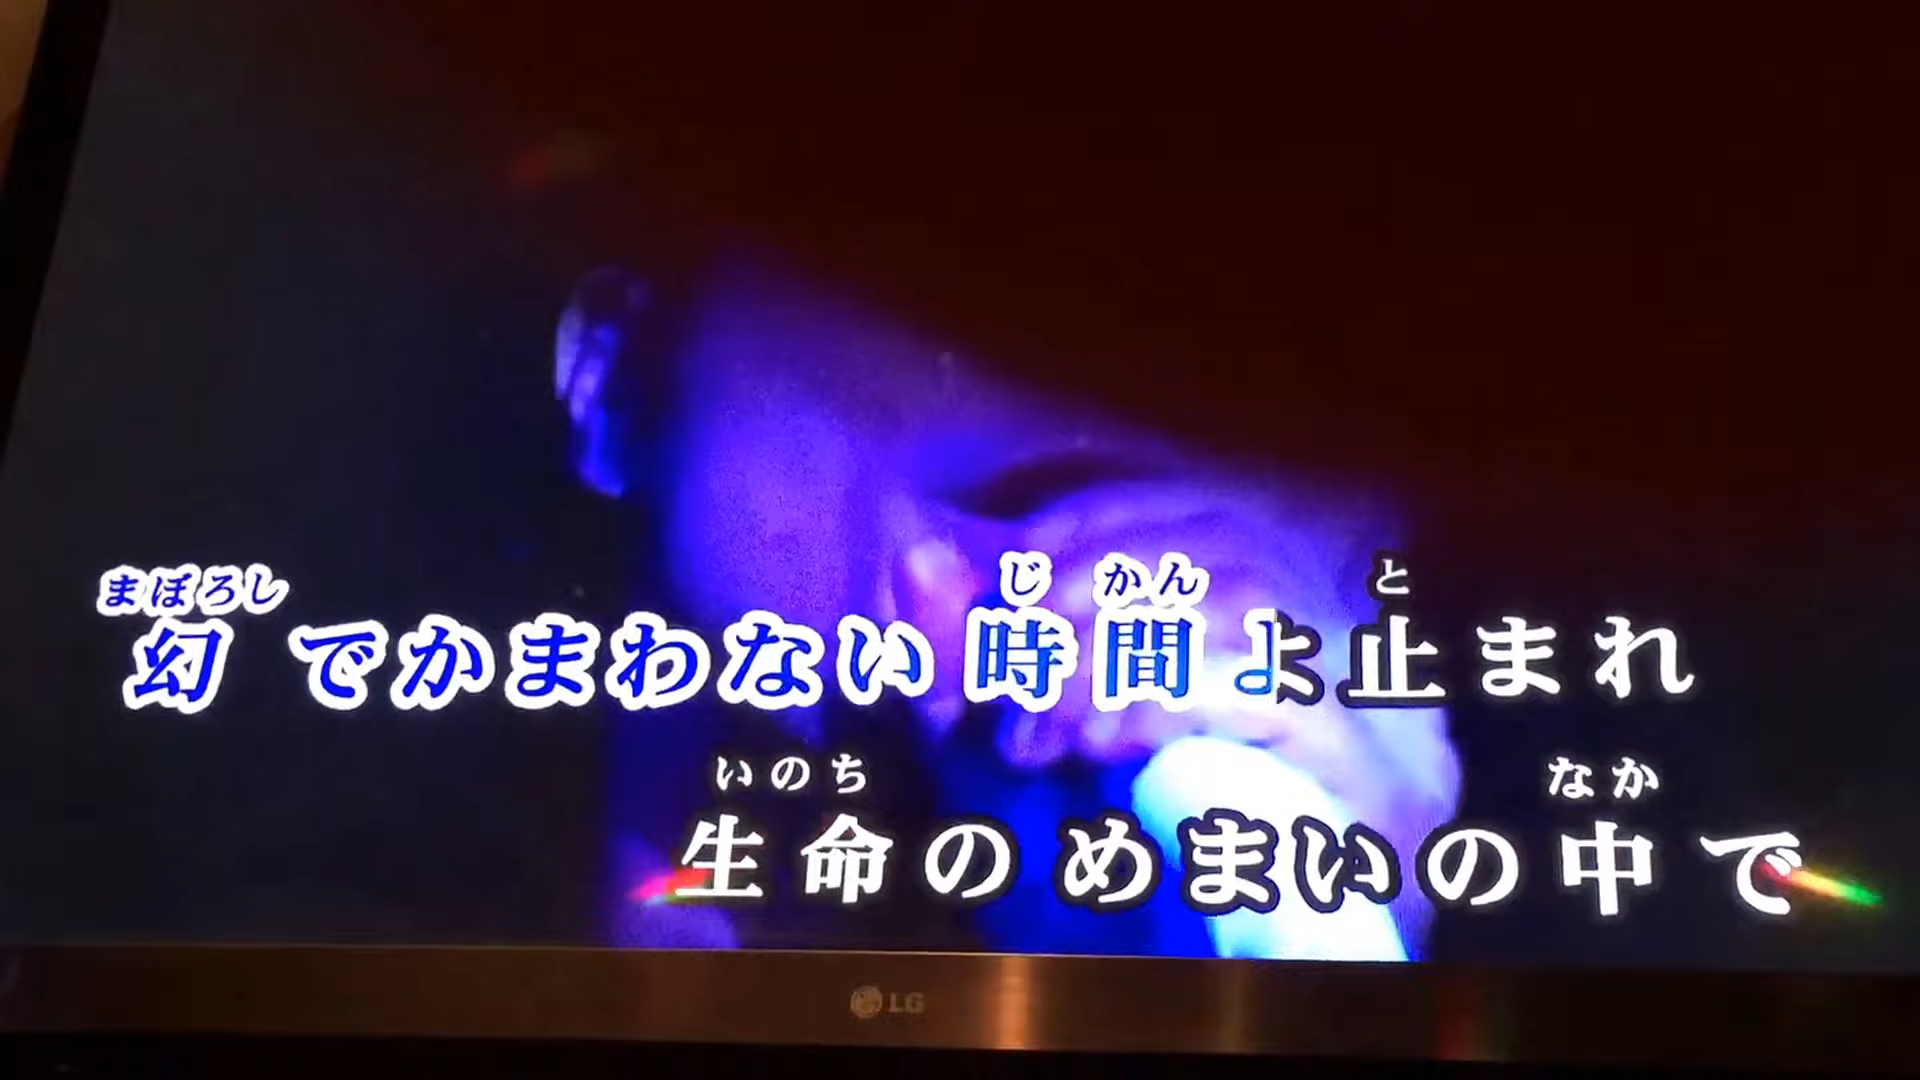 まぼろし じかん と
幻でかまわない時間よ止まれ
いのち なか
生命のめまいの中で
LG